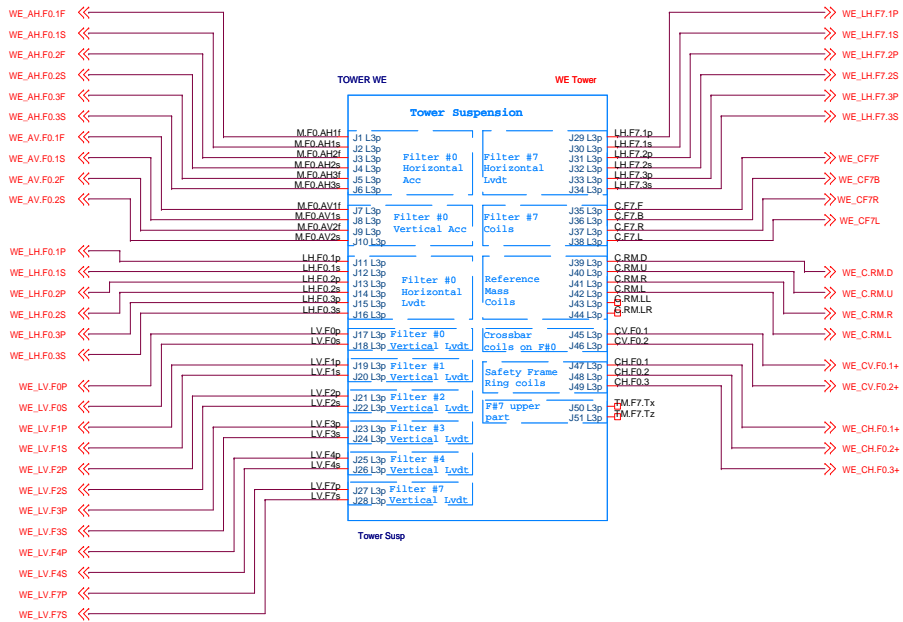 WE_AH.F0.1F
WE_AH.F0.1S
WE_AH.F0.2F
WE_AH.F0.2S
WE_AH.F0.3F
WE_AH.F0.3S
WE_AV.F0.1F
WE_AV.F0.1S
WE_AV.F0.2F
WE_AV.F0.2S
WE_LH.F0.1P
WE_LH.F0.1S
WE_LH.F0.2P
WE_LH.F0.2S
WE_LH.F0.3P
WE_LH.F0.3S
WE_LV.F0P
WE_LV.F0S
WE_LV.F1P
WE_LV.F1S
WE_LV.F2P
WE_LV.F2S
WE_LV.F3P
WE_LV.F3S
WE_LV.F4P
WE_LV.F4S
WE_LV.F7P
WE_LV.F7S
TOWER WE
WE Tower
Tower Suspension
M.F0.AH1f J1 L3p
M.F0.AH1s J2 L3p
M.F0.AH2f J3 L3p
M.F0.AH2s J4 L3p
M.F0.AH3f J5 L3p
M.F0.AH3s J6 L3p
Filter #0
Horizontal
Acc
M.F0.AV1f J7 L3p
M.F0.AV1s J8 L3p
M.F0.AV2f J9 L3p
M.F0.AV2s J10 L3p
Filter #0
Vertical Acc
LH.F0.1p J11 L3p
LH.F0.1s J12 L3p
LH.F0.2p J13 L3p
LH.F0.2s J14 L3p
LH.F0.3p J15 L3p
LH.F0.3s J16 L3p
Filter #0
Horizontal
Lvdt
LV.F0p J17 L3p Filter #0
LV.F0s J18 L3p Vertical Lvdt
LV.F1p J19 L3p Filter #1
LV.F1s J20 L3p Vertical Lvdt
LV.F2p J21 L3p Filter #2
LV.F2s J22 L3p Vertical Lvdt
LV.F3p J23 L3p Filter #3
LV.F3s J24 L3p Vertical Lvdt
LV.F4p J25 L3p Filter #4
LV.F4s J26 L3p Vertical Lvdt
LV.F7p J27 L3p Filter #7
LV.F7s J28 L3p Vertical Lvdt
Filter #7
Horizontal
Lvdt
J29 L3p LH.F7.1p
J30 L3p LH.F7.1s
J31 L3p LH.F7.2p
J32 L3p LH.F7.2s
J33 L3p LH.F7.3p
J34 L3p LH.F7.3s
Filter #7
Coils
J35 L3p C.F7.F
J36 L3p C.F7.B
J37 L3p C.F7.R
J38 L3p C.F7.L
Reference
Mass
Coils
J39 L3p C.RM.D
J40 L3p C.RM.U
J41 L3p C.RM.R
J42 L3p C.RM.L
J43 L3p C.RM.LL
J44 L3p C.RM.LR
Crossbar
coils on F#0
J45 L3p CV.F0.1
J46 L3p CV.F0.2
Safety Frame
Ring coils
J47 L3p CH.F0.1
J48 L3p CH.F0.2
J49 L3p CH.F0.3
F#7 upper
part
J50 L3p TM.F7.Tx
J51 L3p TM.F7.Tz
Tower Susp
WE_LH.F7.1P
WE_LH.F7.1S
WE_LH.F7.2P
WE_LH.F7.2S
WE_LH.F7.3P
WE_LH.F7.3S
WE_CF7F
WE_CF7B
WE_CF7R
WE_CF7L
WE_C.RM.D
WE_C.RM.U
WE_C.RM.R
WE_C.RM.L
WE_CV.F0.1+
WE_CV.F0.2+
WE_CH.F0.1+
WE_CH.F0.2+
WE_CH.F0.3+